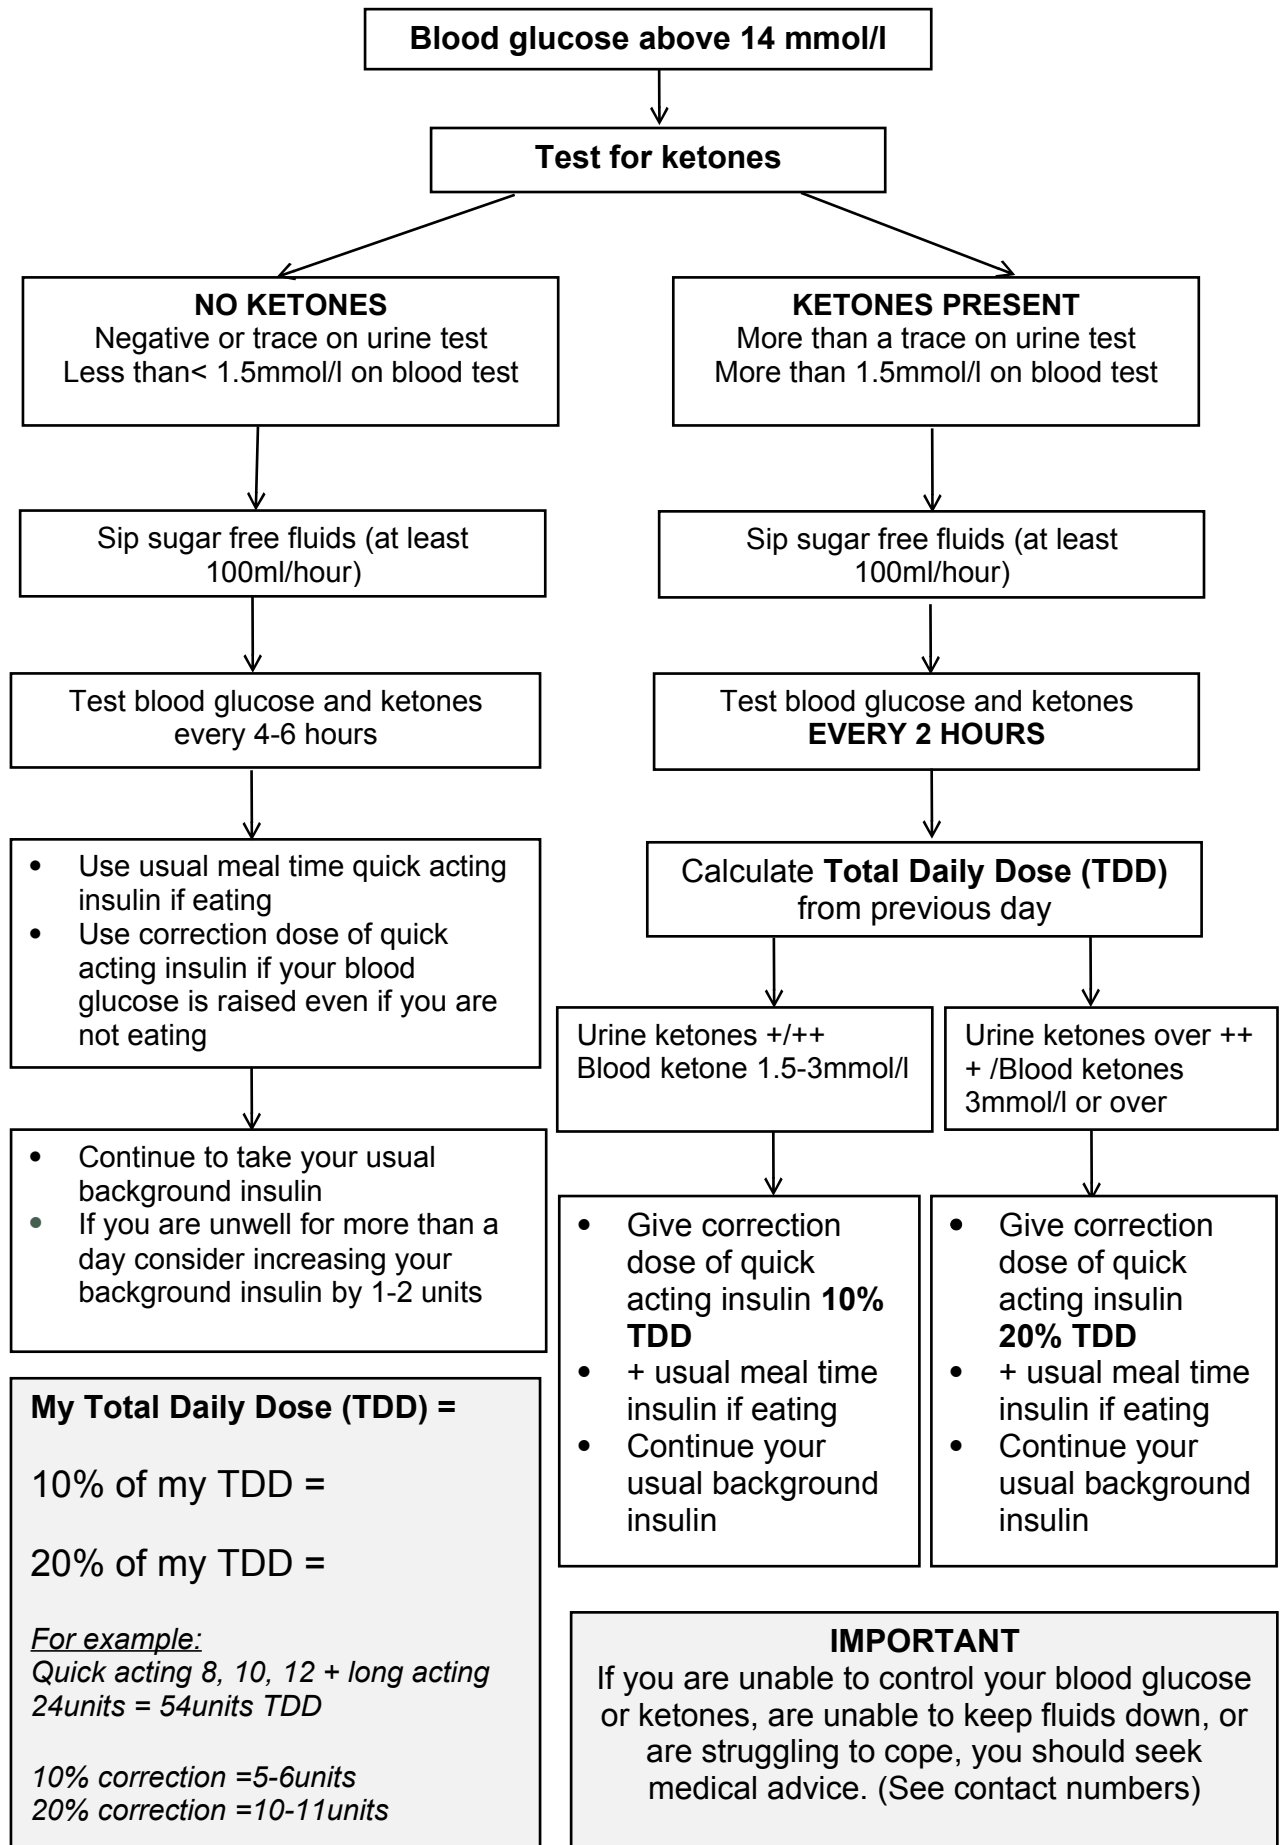 Blood glucose above 14 mmol/l
Test for ketones
NO KETONES
Negative or trace on urine test
Less than< 1.5mmol/l on blood test
KETONES PRESENT
More than a trace on urine test
More than 1.5mmol/l on blood test
Sip sugar free fluids (at least
100ml/hour)
Sip sugar free fluids (at least
100ml/hour)
Test blood glucose and ketones
every 4-6 hours
Test blood glucose and ketones
EVERY 2 HOURS
• Use usual meal time quick acting
insulin if eating
• Use correction dose of quick
acting insulin if your blood
glucose is raised even if you are
not eating
Calculate Total Daily Dose (TDD)
from previous day
Urine ketones +/++
Blood ketone 1.5-3mmol/l
Urine ketones over ++
+ /Blood ketones
3mmol/l or over
• Continue to take your usual
background insulin
• If you are unwell for more than a
day consider increasing your
background insulin by 1-2 units
• Give correction
dose of quick
acting insulin 10%
TDD
• + usual meal time
insulin if eating
• Continue your
usual background
insulin
• Give correction
dose of quick
acting insulin
20% TDD
• + usual meal time
insulin if eating
• Continue your
usual background
insulin
My Total Daily Dose (TDD) =
10% of my TDD =
20% of my TDD =
For example:
Quick acting 8, 10, 12 + long acting
24units = 54units TDD
10% correction =5-6units
20% correction =10-11units
IMPORTANT
If you are unable to control your blood glucose
or ketones, are unable to keep fluids down, or
are struggling to cope, you should seek
medical advice. (See contact numbers)